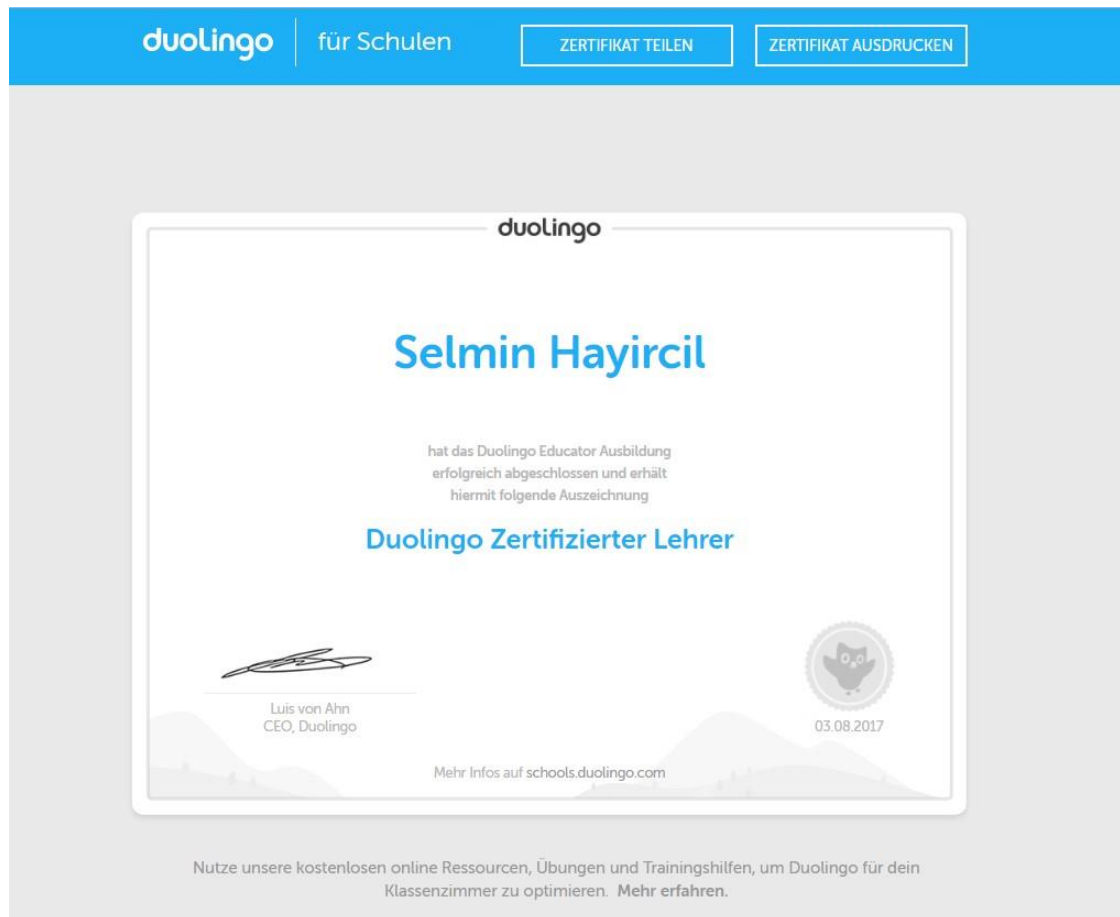 duolingo
für Schulen
ZERTIFIKAT TEILEN
ZERTIFIKAT AUSDRUCKEN
duolingo
Selmin Hayircil
hat das Duolingo Educator Ausbildung
erfolgreich abgeschlossen und erhält
hiermit folgende Auszeichnung
Duolingo Zertifizierter Lehrer
Luis von Ahn
CEO, Duolingo
03.08.2017
Mehr Infos auf schools.duolingo.com
Nutze unsere kostenlosen online Ressourcen, Übungen und Trainingshilfen, um Duolingo für dein
Klassenzimmer zu optimieren. Mehr erfahren.